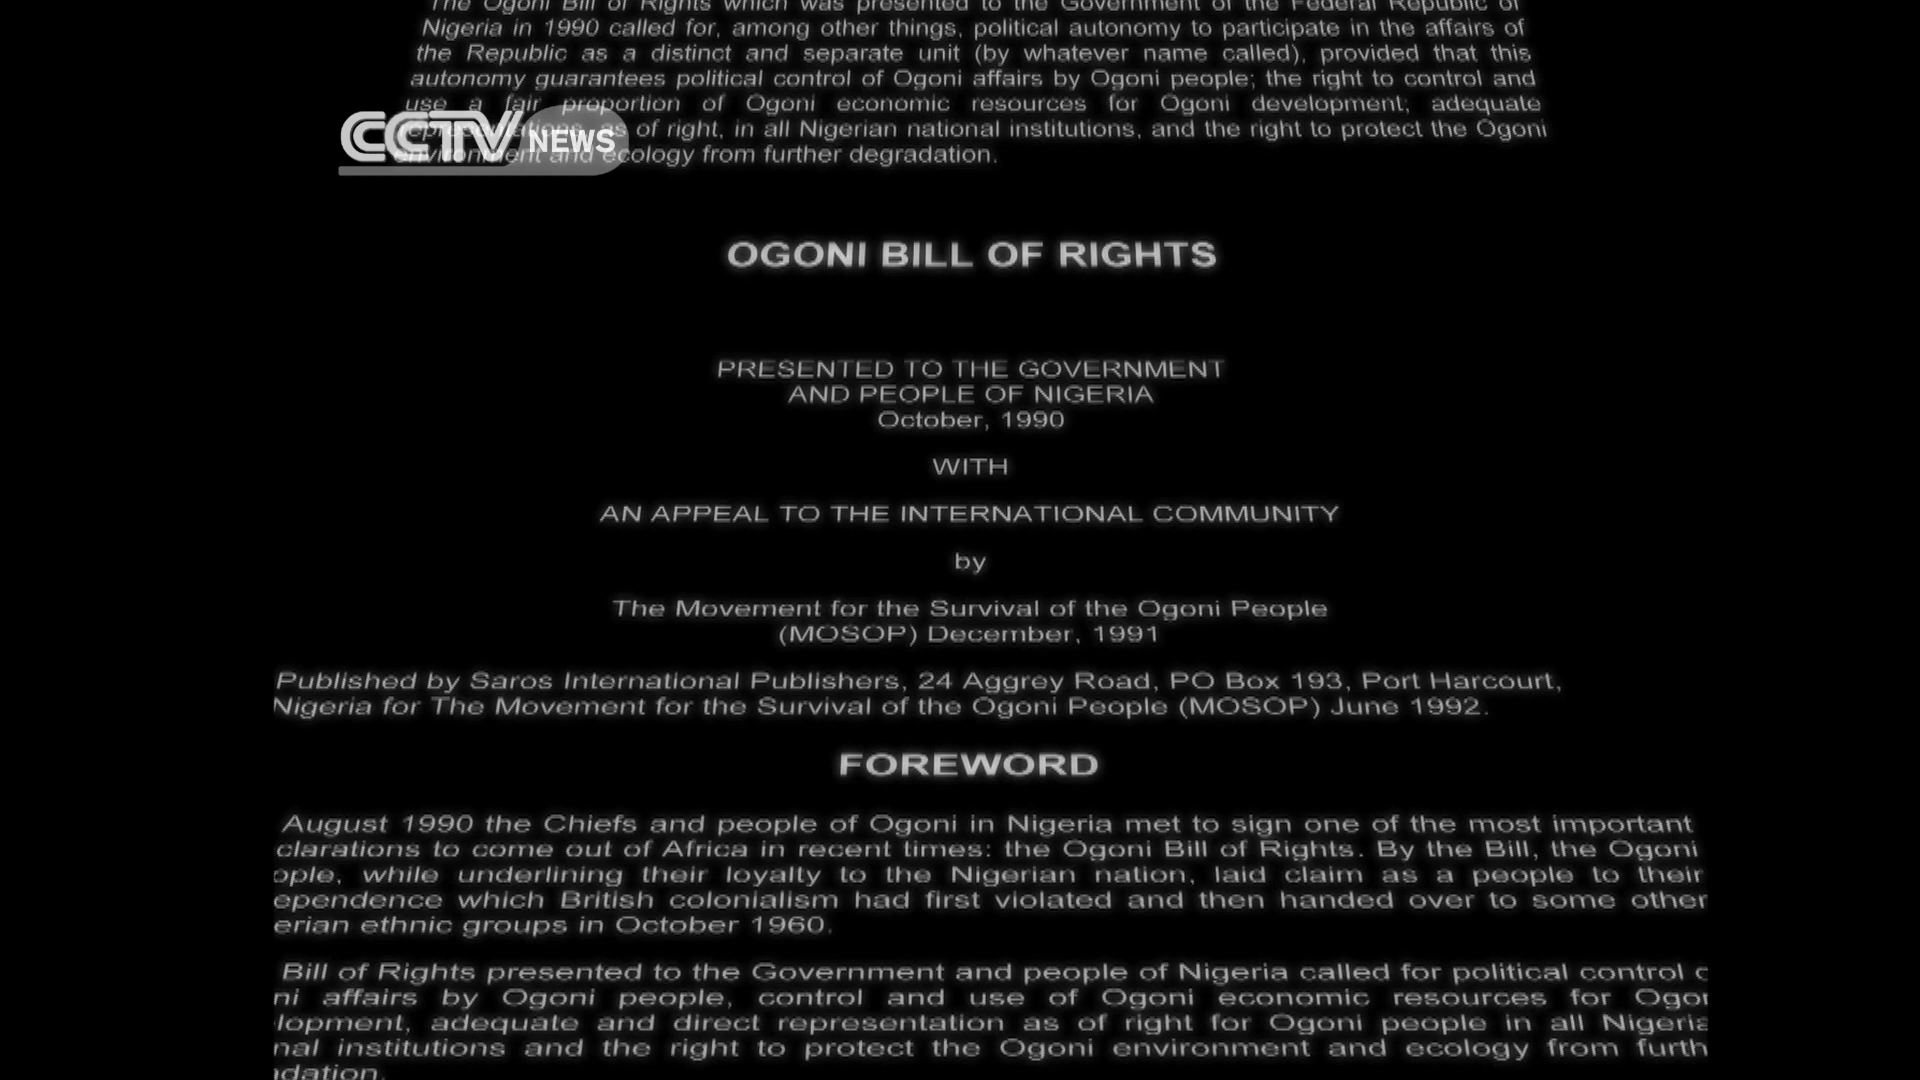 The Ogoni Bill of Rights which was presented to the Government of the Federal Republic of
Nigeria in 1990 called for, among other things, political autonomy to participate in the affairs of
the Republic as a distinct and separate unit (by whatever name called), provided that this
autonomy guarantees political control of Ogoni affairs by Ogoni people; the right to control and
use a fair proportion of Ogoni economic resources for Ogoni development; adequate
as of right, in all Nigerian national institutions, and the right to protect the Ogoni
environment and ecology from further degradation.
CCTV NEWS
OGONI BILL OF RIGHTS
PRESENTED TO THE GOVERNMENT
AND PEOPLE OF NIGERIA
October, 1990
WITH
AN APPEAL TO THE INTERNATIONAL COMMUNITY
by
The Movement for the Survival of the Ogoni People
(MOSOP) December, 1991
Published by Saros International Publishers, 24 Aggrey Road, PO Box 193, Port Harcourt,
Nigeria for The Movement for the Survival of the Ogoni People (MOSOP) June 1992.
FOREWORD
August 1990 the Chiefs and people of Ogoni in Nigeria met to sign one of the most important
clarations to come out of Africa in recent times: the Ogoni Bill of Rights. By the Bill, the Ogoni
ople, while underlining their loyalty to the Nigerian nation, laid claim as a people to their
ependence which British colonialism had first violated and then handed over to some other
erian ethnic groups in October 1960.
Bill of Rights presented to the Government and people of Nigeria called for political control o
ni affairs by Ogoni people, control and use of Ogoni economic resources for Ogon
lopment, adequate and direct representation as of right for Ogoni people in all Nigeria
nal institutions and the right to protect the Ogoni environment and ecology from furth
adation.